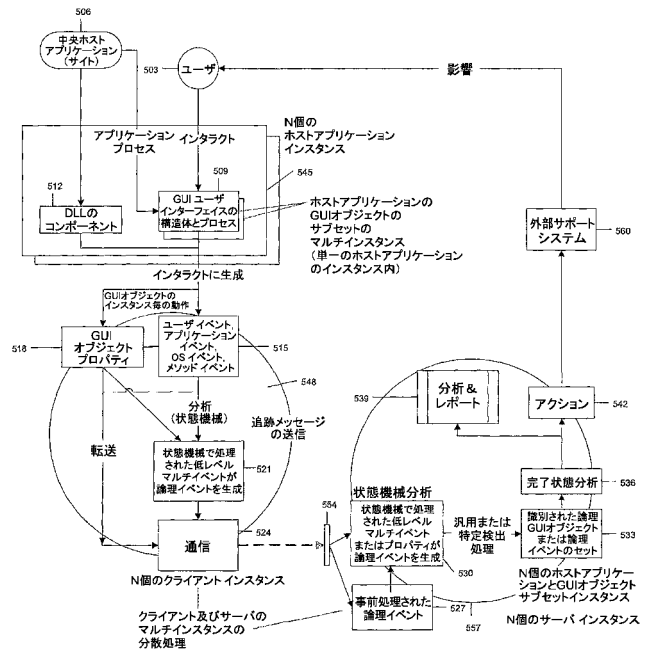 506
中央ホスト
アプリケーション
(サイト)
503
ユーザ
影響
N個の
ホストアプリケーション
インスタンス
アプリケーション
プロセス
インタラクト
545
509
512
GUI ユーザ
インターフェイスの
構造体とプロセス
DLLの
コンポーネント
ホストアプリケーションの
GUIオブジェクトの
サブセットの
マルチインスタンス
(単一のホストアプリケーション
のインスタンス内)
外部サポート
システム
560
インタラクトに生成
GUIオブジェクトの
インスタンス毎の動作
518
GUI
オブジェクト
プロパティ
ユーザ イベント,
アプリケーション
イベント,
OS イベント,
メソッド イベント
515
548
分析
(状態機械)
追跡メッセージ
の送信
転送
状態機械で処理
された低レベル
マルチイベントが
論理イベントを生成
521
524
通信
N個のクライアント インスタンス
クライアント及びサーバの
マルチインスタンスの
分散処理
539
分析&
レポート
アクション
542
完了状態分析
536
状態機械分析
554
状態機械で処理
された低レベル
マルチイベント
またはプロパティが
論理イベントを生成
530
汎用または
特定検出
処理
識別された論理
GUIオブジェクト
または論理
イベントのセット
533
事前処理された
論理イベント
527
557
N個のホストアプリケ
ーションとGUIオブジェクト
サブセットインスタンス
N個のサーバ インスタンス